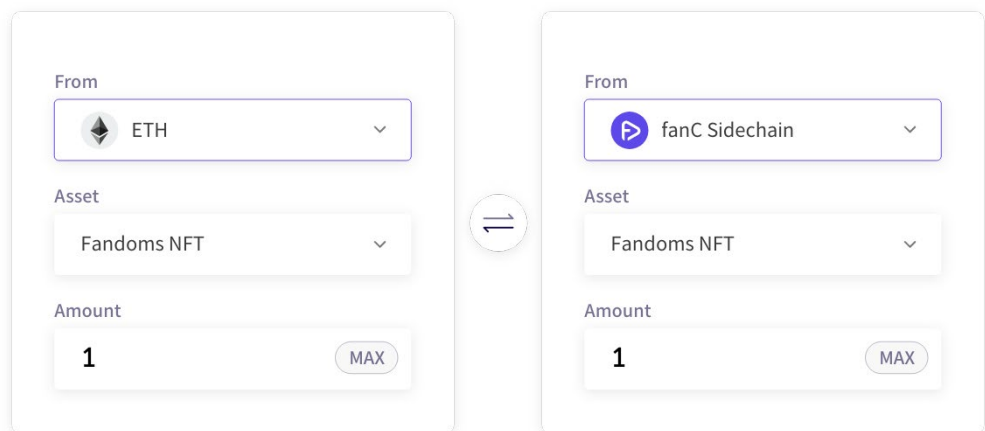 From
ETH
Asset
Fandoms NFT
Amount
1 MAX
From
fanC Sidechain
Asset
Fandoms NFT
Amount
1 MAX